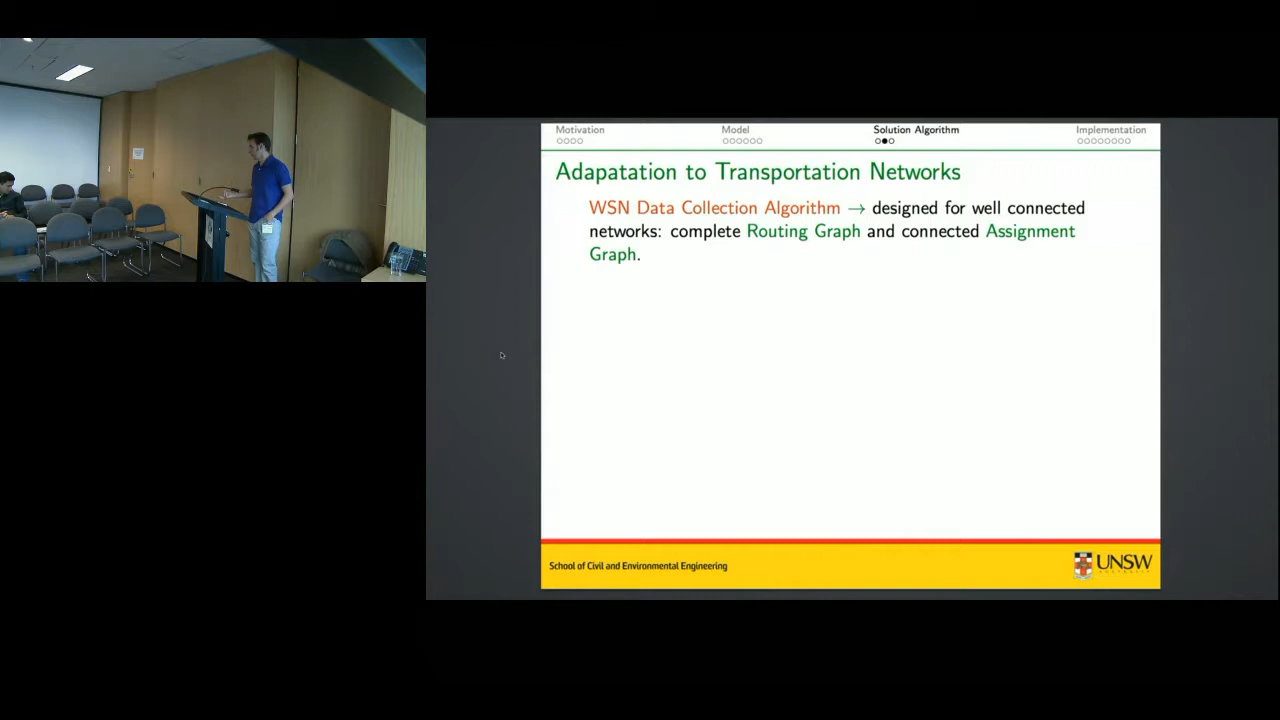 Motivation
Model
Solution Algorithm
Implementation
Adapatation to Transportation Networks
WSN Data Collection Algorithm → designed for well connected
networks: complete Routing Graph and connected Assignment
Graph.
School of Civil and Environmental Engineering
UNSW